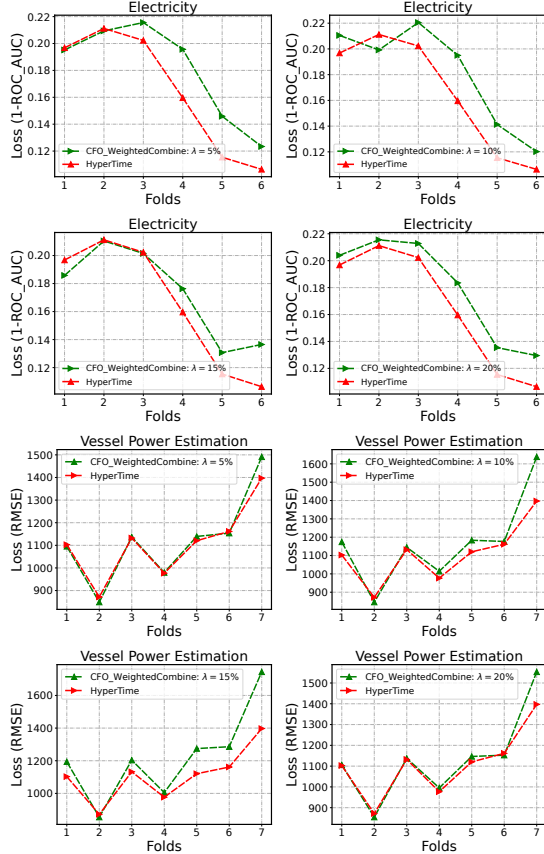 Electricity
Loss (1-ROC_AUC)
0.22
0.20
0.18
0.16
0.14
0.12
CFO_WeightedCombine: λ = 5%
HyperTime
1 2 3 4 5 6
Folds
Electricity
Loss (1-ROC_AUC)
0.22
0.20
0.18
0.16
0.14
0.12
CFO_WeightedCombine: λ = 10%
HyperTime
1 2 3 4 5 6
Folds
Electricity
Loss (1-ROC_AUC)
0.20
0.18
0.16
0.14
0.12
CFO_WeightedCombine: λ = 15%
HyperTime
1 2 3 4 5 6
Folds
Electricity
Loss (1-ROC_AUC)
0.22
0.20
0.18
0.16
0.14
0.12
CFO_WeightedCombine: λ = 20%
HyperTime
1 2 3 4 5 6
Folds
Vessel Power Estimation
Loss (RMSE)
1500
1400
1300
1200
1100
1000
900
CFO_WeightedCombine: λ = 5%
HyperTime
1 2 3 4 5 6 7
Folds
Vessel Power Estimation
Loss (RMSE)
1600
1500
1400
1300
1200
1100
1000
900
CFO_WeightedCombine: λ = 10%
HyperTime
1 2 3 4 5 6 7
Folds
Vessel Power Estimation
Loss (RMSE)
1600
1400
1200
1000
CFO_WeightedCombine: λ = 15%
HyperTime
1 2 3 4 5 6 7
Folds
Vessel Power Estimation
Loss (RMSE)
1500
1400
1300
1200
1100
1000
900
CFO_WeightedCombine: λ = 20%
HyperTime
1 2 3 4 5 6 7
Folds